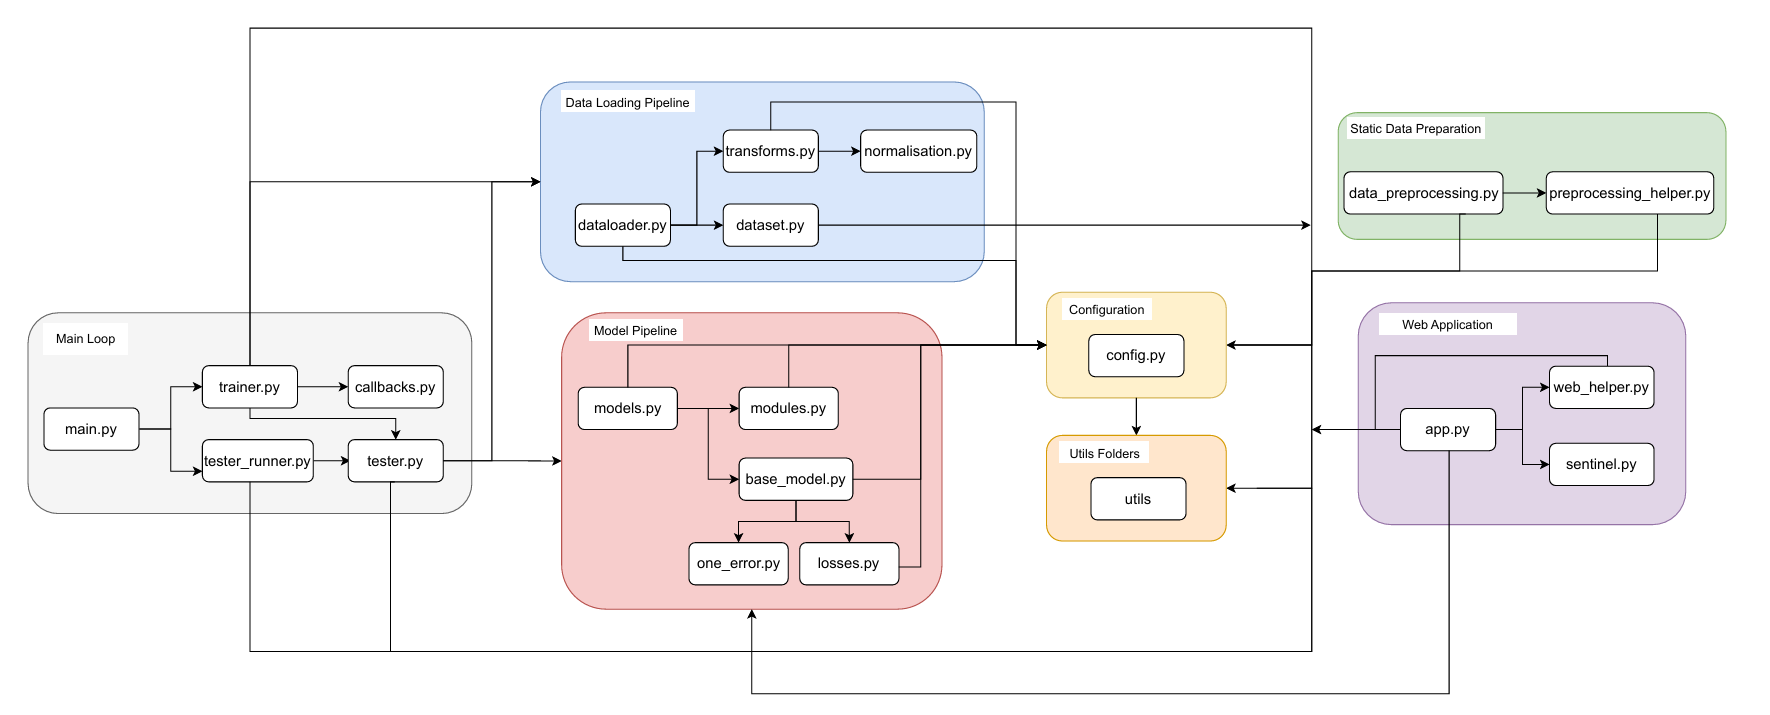 Data Loading Pipeline
transforms.py
normalisation.py
dataloader.py
dataset.py
Static Data Preparation
data_preprocessing.py
preprocessing_helper.py
Main Loop
trainer.py
callbacks.py
main.py
tester_runner.py
tester.py
Model Pipeline
models.py
modules.py
base_model.py
one_error.py
losses.py
Configuration
config.py
Utils Folders
utils
Web Application
web_helper.py
app.py
sentinel.py